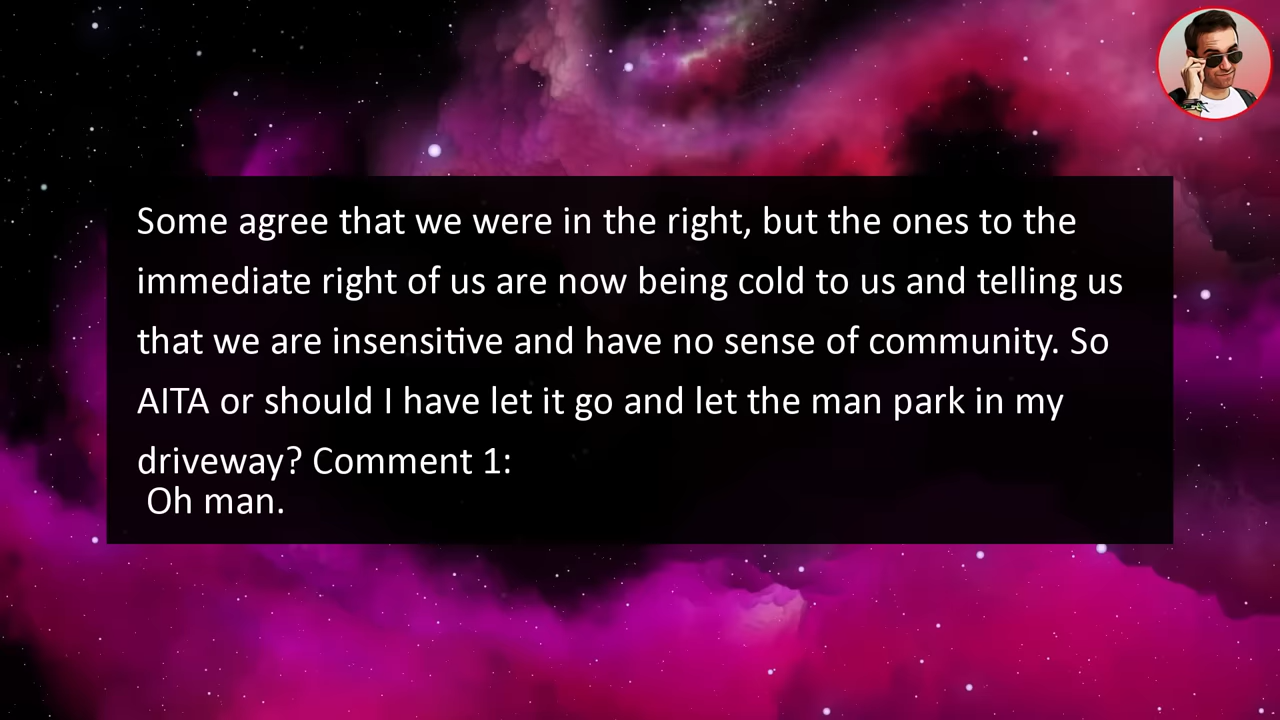 Some agree that we were in the right, but the ones to the
immediate right of us are now being cold to us and telling us
that we are insensitive and have no sense of community. So
AITA or should I have let it go and let the man park in my
driveway? Comment 1:
Oh man.